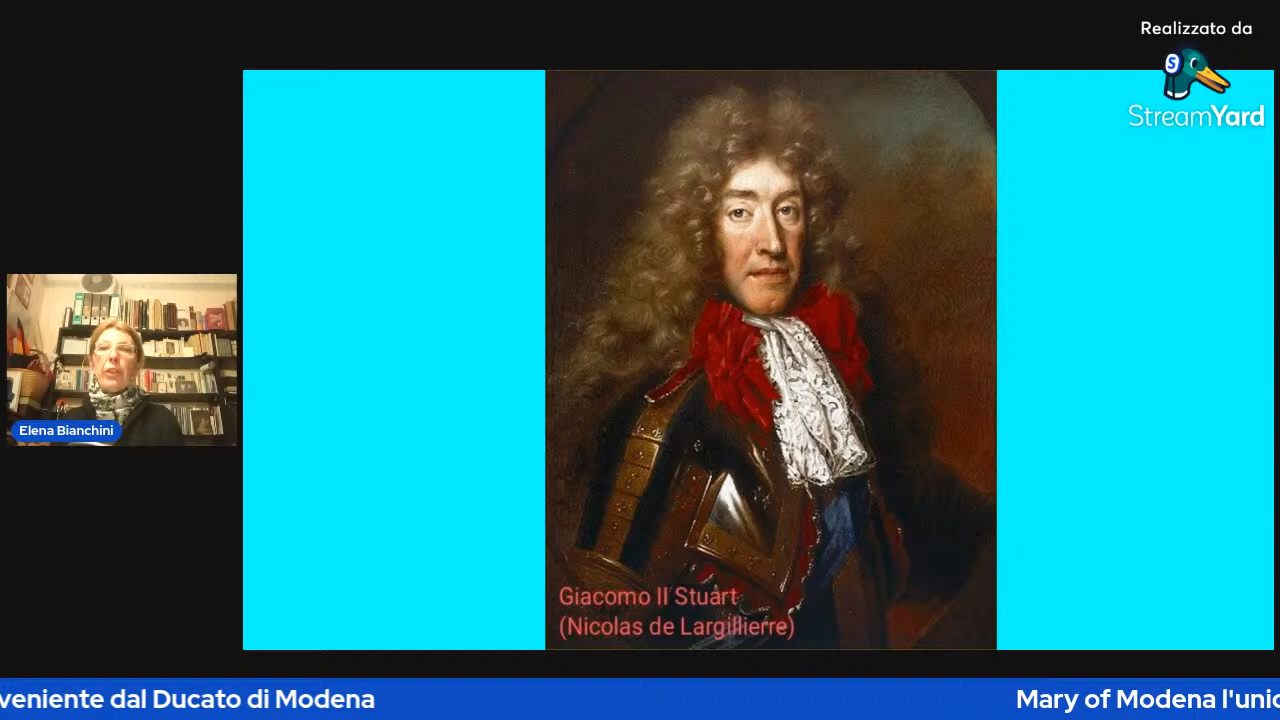 Realizzato da
StreamYard
Elena Bianchini
Giacomo II Stuart
(Nicolas de Largillierre)
veniente dal Ducato di Modena
Mary of Modena l'unic